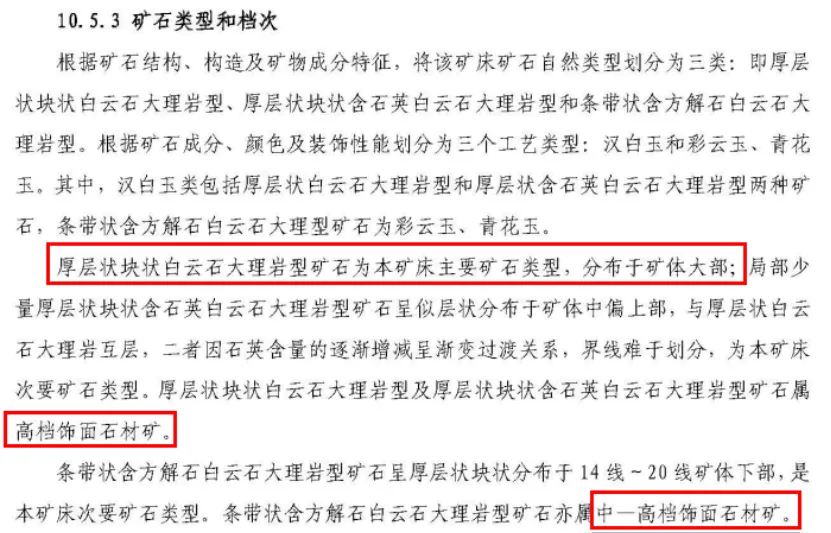 10.5.3 矿石类型和档次
根据矿石结构、构造及矿物成分特征，将该矿床矿石自然类型划分为三类：即厚层
状块状白云石大理岩型、厚层状块状含石英白云石大理岩型和条带状含方解石白云石大
理岩型。根据矿石成分、颜色及装饰性能划分为三个工艺类型：汉白玉和彩云玉、青花
玉。其中，汉白玉类包括厚层状白云石大理岩型和厚层状含石英白云石大理岩型两种矿
石，条带状含方解石白云石大理型矿石为彩云玉、青花玉。
厚层状块状白云石大理岩型矿石为本矿床主要矿石类型，分布于矿体大部；局部少
量厚层状块状含石英白云石大理岩型矿石呈似层状分布于矿体中偏上部，与厚层状白云
石大理岩互层，二者因石英含量的逐渐增减呈渐变过渡关系，界线难于划分，为本矿床
次要矿石类型。厚层状块状白云石大理岩型及厚层状块状含石英白云石大理岩型矿石属
高档饰面石材矿。
条带状含方解石白云石大理岩型矿石呈厚层状块状分布于14线~20线矿体下部，是
本矿床次要矿石类型。条带状含方解石白云石大理岩型矿石亦属中—高档饰面石材矿。